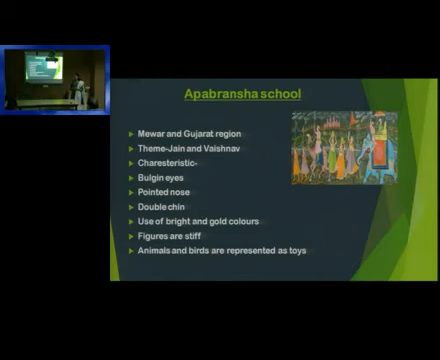 Apabransha school
Mewar and Gujarat region
Theme-Jain and Vaishnav
Charesteristic-
Bulgin eyes
Pointed nose
Double chin
Use of bright and gold colours
Figures are stiff
Animals and birds are represented as toys